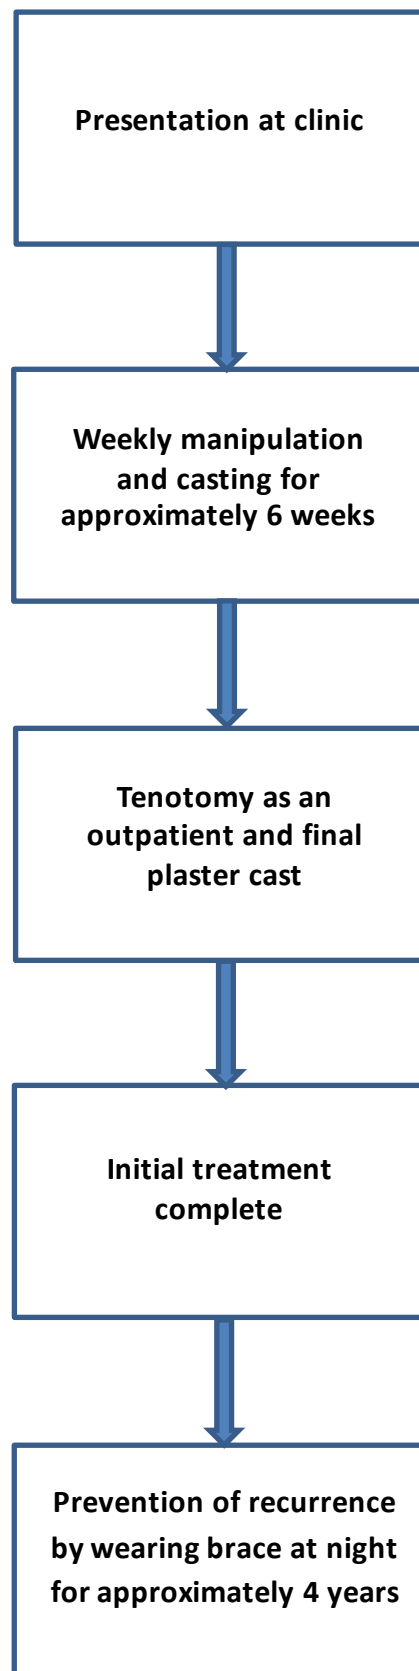 Presentation at clinic
Weekly manipulation
and casting for
approximately 6 weeks
Tenotomy as an
outpatient and final
plaster cast
Initial treatment
complete
Prevention of recurrence
by wearing brace at night
for approximately 4 years